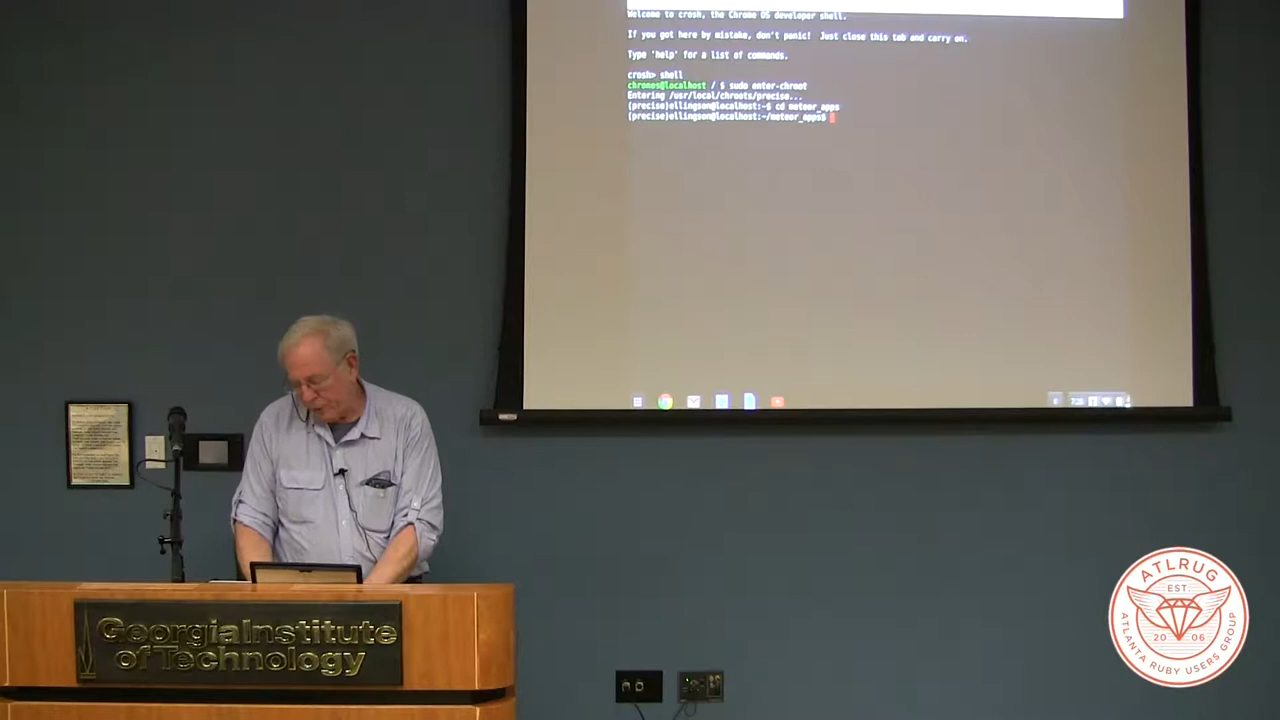 Welcome to crosh, the Chrome OS developer shell.
If you got here by mistake, don't panic!  Just close this tab and carry on.
Type 'help' for a list of commands.
crosh> shell
chronos@localhost / $ sudo enter-chroot
Entering /usr/local/chroots/precise...
(precise)ellingson@localhost:~$ cd meteor_apps
(precise)ellingson@localhost:~/meteor_apps$
Georgia Institute
of Technology
ATLRUG
EST.
20 06
ATLANTA RUBY USERS GROUP